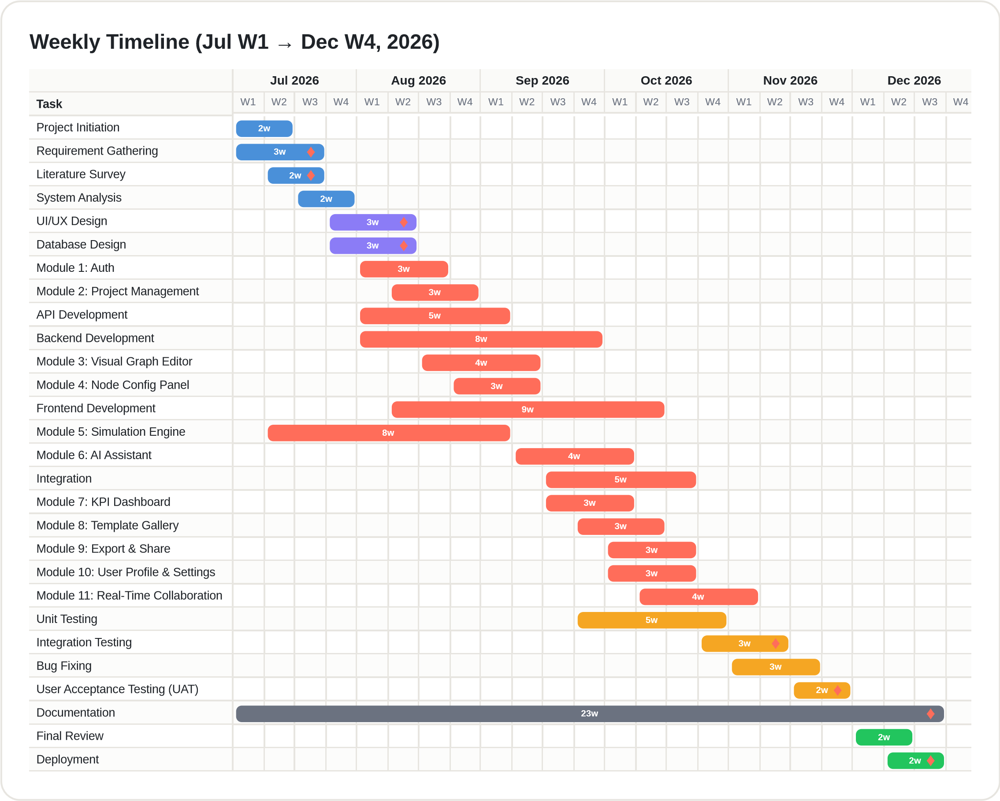 Weekly Timeline (Jul W1 → Dec W4, 2026)
Jul 2026 Aug 2026 Sep 2026 Oct 2026 Nov 2026 Dec 2026
Task W1 W2 W3 W4 W1 W2 W3 W4 W1 W2 W3 W4 W1 W2 W3 W4 W1 W2 W3 W4 W1 W2 W3 W4
Project Initiation 2w
Requirement Gathering 3w
Literature Survey 2w
System Analysis 2w
UI/UX Design 3w
Database Design 3w
Module 1: Auth 3w
Module 2: Project Management 3w
API Development 5w
Backend Development 8w
Module 3: Visual Graph Editor 4w
Module 4: Node Config Panel 3w
Frontend Development 9w
Module 5: Simulation Engine 8w
Module 6: AI Assistant 4w
Integration 5w
Module 7: KPI Dashboard 3w
Module 8: Template Gallery 3w
Module 9: Export & Share 3w
Module 10: User Profile & Settings 3w
Module 11: Real-Time Collaboration 4w
Unit Testing 5w
Integration Testing 3w
Bug Fixing 3w
User Acceptance Testing (UAT) 2w
Documentation 23w
Final Review 2w
Deployment 2w